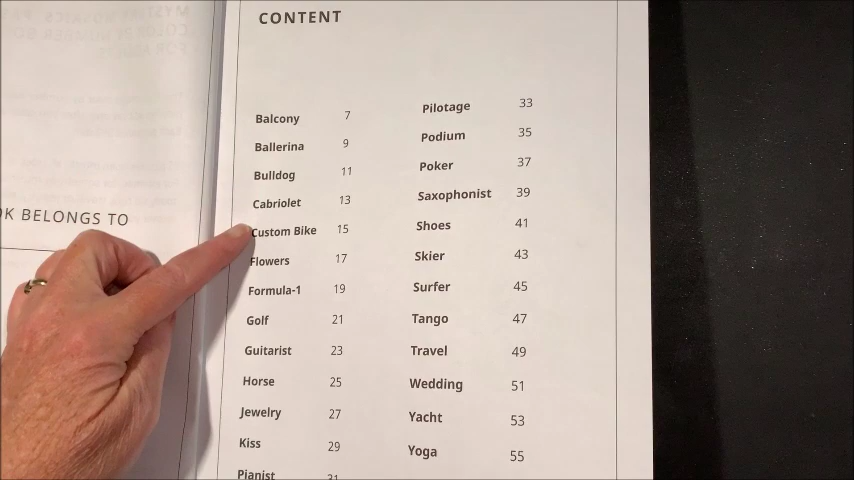 OK BELONGS TO
CONTENT
Balcony 7
Ballerina 9
Bulldog 11
Cabriolet 13
Custom Bike 15
Flowers 17
Formula-1 19
Golf 21
Guitarist 23
Horse 25
Jewelry 27
Kiss 29
Pianist 31
Pilotage 33
Podium 35
Poker 37
Saxophonist 39
Shoes 41
Skier 43
Surfer 45
Tango 47
Travel 49
Wedding 51
Yacht 53
Yoga 55